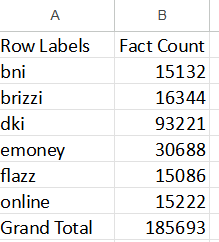 A B
Row Labels Fact Count
bni 15132
brizzi 16344
dki 93221
emoney 30688
flazz 15086
online 15222
Grand Total 185693